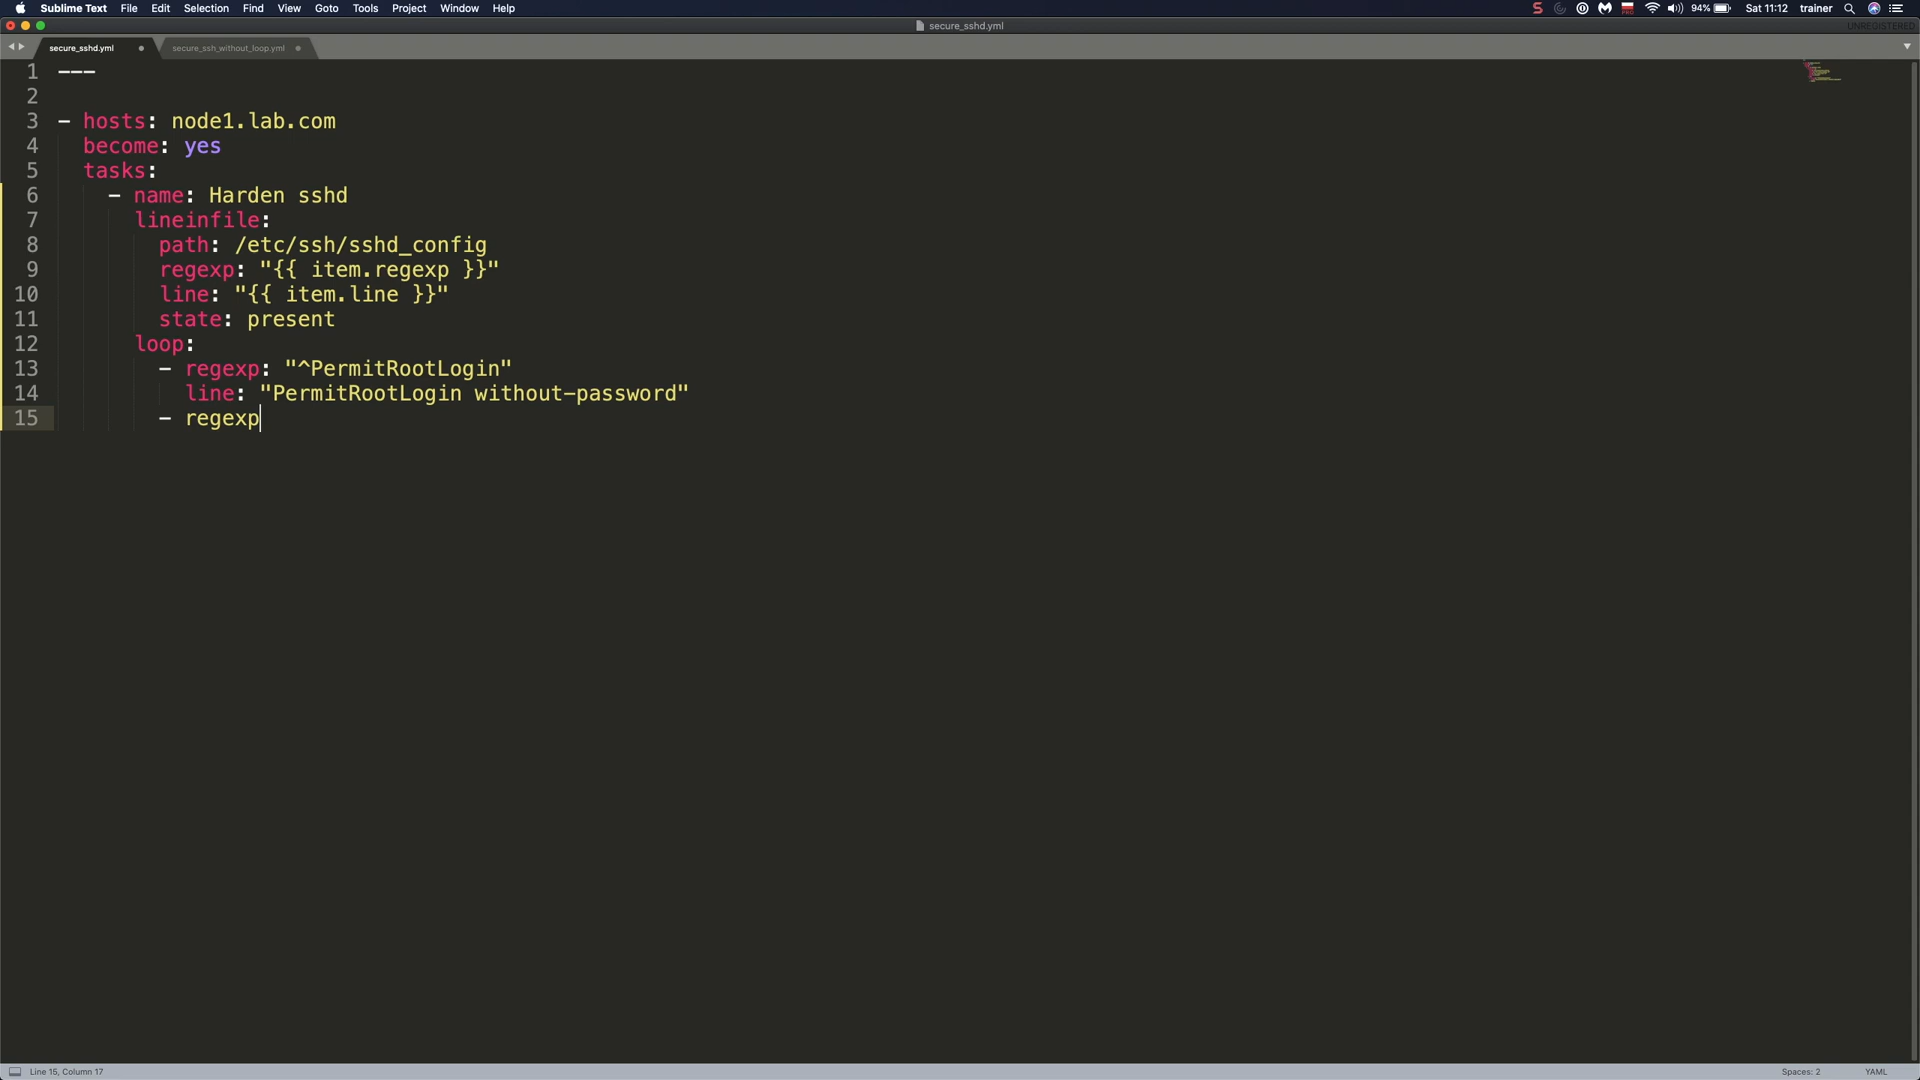 Sublime Text File Edit Selection Find View Goto Tools Project Window Help 94% Sat 11:12 trainer
secure_sshd.yml UNREGISTERED
secure_sshd.yml secure_ssh_without_loop.yml
1 ---
2
3 - hosts: node1.lab.com
4 become: yes
5 tasks:
6 - name: Harden sshd
7 lineinfile:
8 path: /etc/ssh/sshd_config
9 regexp: "{{ item.regexp }}"
10 line: "{{ item.line }}"
11 state: present
12 loop:
13 - regexp: "^PermitRootLogin"
14 line: "PermitRootLogin without-password"
15 - regexp
Line 15, Column 17 Spaces: 2 YAML